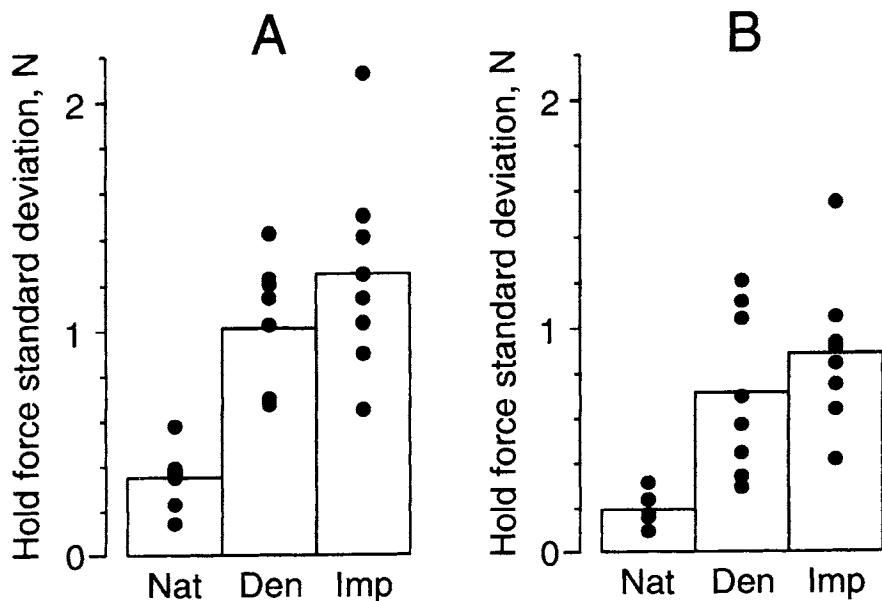 A
Hold force standard deviation, N
2
1
0
Nat Den Imp
B
Hold force standard deviation, N
2
1
0
Nat Den Imp